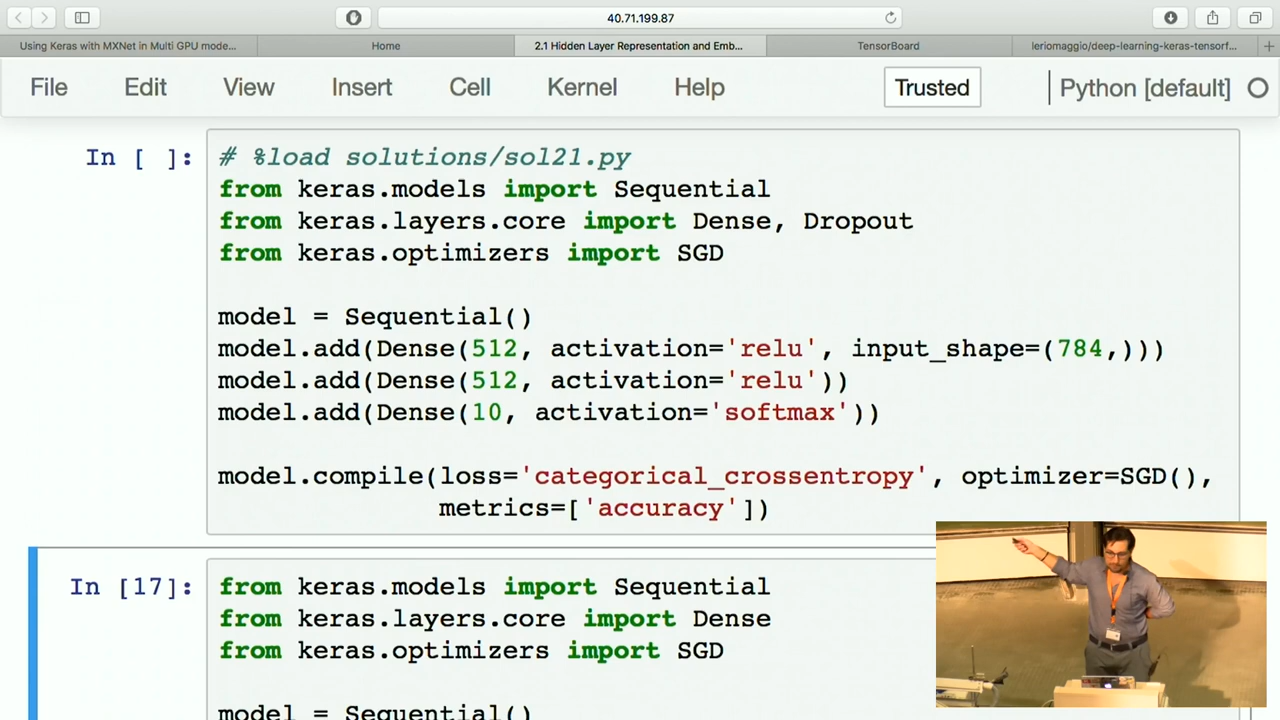 40.71.199.87
Using Keras with MXNet in Multi GPU mode...
Home
2.1 Hidden Layer Representation and Emb...
TensorBoard
leriomaggio/deep-learning-keras-tensorf...
File Edit View Insert Cell Kernel Help Trusted Python [default]
In [ ]:
# %load solutions/sol21.py
from keras.models import Sequential
from keras.layers.core import Dense, Dropout
from keras.optimizers import SGD
model = Sequential()
model.add(Dense(512, activation='relu', input_shape=(784,)))
model.add(Dense(512, activation='relu'))
model.add(Dense(10, activation='softmax'))
model.compile(loss='categorical_crossentropy', optimizer=SGD(),
metrics=['accuracy'])
In [17]:
from keras.models import Sequential
from keras.layers.core import Dense
from keras.optimizers import SGD
model = Sequential()